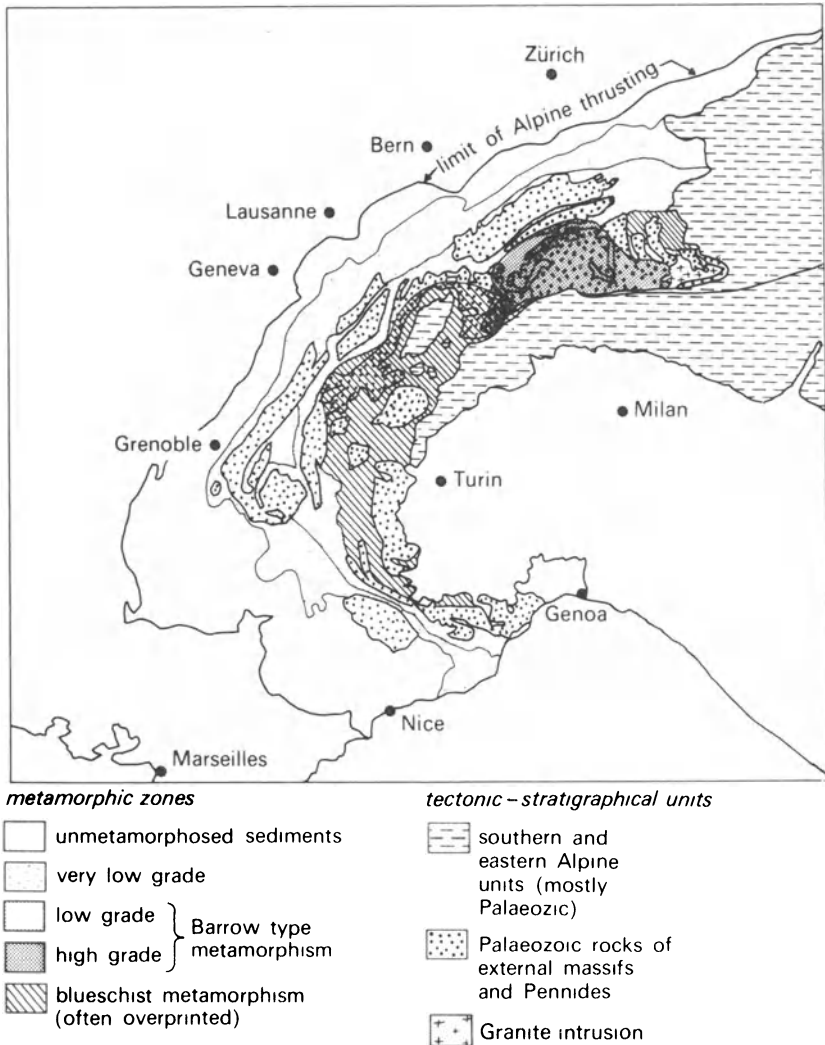 Zürich
limit of Alpine thrusting
Bern
Lausanne
Geneva
Milan
Grenoble
Turin
Genoa
Nice
Marseilles
metamorphic zones
unmetamorphosed sediments
very low grade
low grade
high grade
Barrow type
metamorphism
blueschist metamorphism
(often overprinted)
tectonic – stratigraphical units
southern and
eastern Alpine
units (mostly
Palaeozic)
Palaeozoic rocks of
external massifs
and Pennides
Granite intrusion